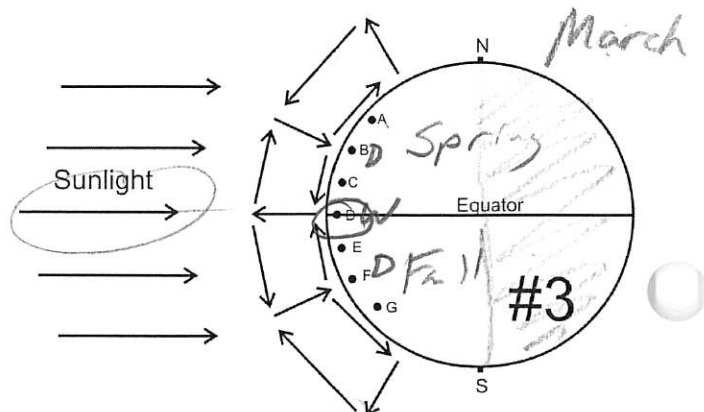 N
March
A
B D Spring
C
Sunlight
D W
Equator
E
F D Fall
G
#3
S